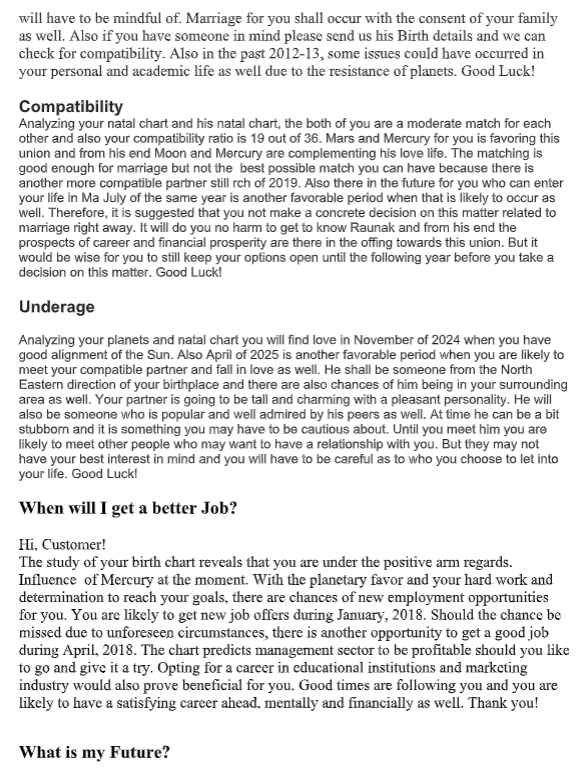 will have to be mindful of. Marriage for you shall occur with the consent of your family
as well. Also if you have someone in mind please send us his Birth details and we can
check for compatibility. Also in the past 2012-13, some issues could have occurred in
your personal and academic life as well due to the resistance of planets. Good Luck!
Compatibility
Analyzing your natal chart and his natal chart, the both of you are a moderate match for each
other and also your compatibility ratio is 19 out of 36. Mars and Mercury for you is favoring this
union and from his end Moon and Mercury are complementing his love life. The matching is
good enough for marriage but not the best possible match you can have because there is
another more compatible partner still rch of 2019. Also there in the future for you who can enter
your life in Ma July of the same year is another favorable period when that is likely to occur as
well. Therefore, it is suggested that you not make a concrete decision on this matter related to
marriage right away. It will do you no harm to get to know Raunak and from his end the
prospects of career and financial prosperity are there in the offing towards this union. But it
would be wise for you to still keep your options open until the following year before you take a
decision on this matter. Good Luck!
Underage
Analyzing your planets and natal chart you will find love in November of 2024 when you have
good alignment of the Sun. Also April of 2025 is another favorable period when you are likely to
meet your compatible partner and fall in love as well. He shall be someone from the North
Eastern direction of your birthplace and there are also chances of him being in your surrounding
area as well. Your partner is going to be tall and charming with a pleasant personality. He will
also be someone who is popular and well admired by his peers as well. At time he can be a bit
stubborn and it is something you may have to be cautious about. Until you meet him you are
likely to meet other people who may want to have a relationship with you. But they may not
have your best interest in mind and you will have to be careful as to who you choose to let into
your life. Good Luck!
When will I get a better Job?
Hi, Customer!
The study of your birth chart reveals that you are under the positive arm regards.
Influence of Mercury at the moment. With the planetary favor and your hard work and
determination to reach your goals, there are chances of new employment opportunities
for you. You are likely to get new job offers during January, 2018. Should the chance be
missed due to unforeseen circumstances, there is another opportunity to get a good job
during April, 2018. The chart predicts management sector to be profitable should you like
to go and give it a try. Opting for a career in educational institutions and marketing
industry would also prove beneficial for you. Good times are following you and you are
likely to have a satisfying career ahead, mentally and financially as well. Thank you!
What is my Future?